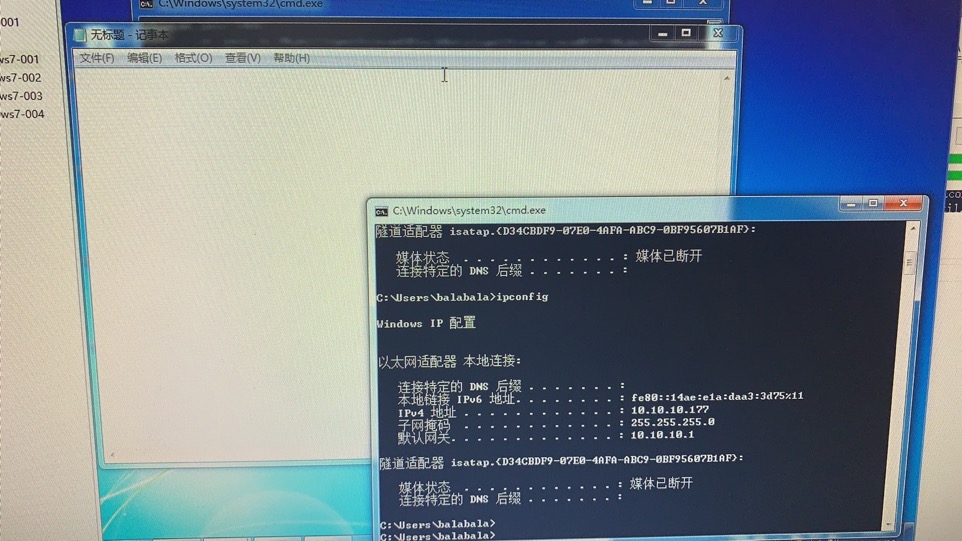 C:\Windows\system32\cmd.exe
001
ws7-001
ws7-002
ws7-003
ws7-004
无标题 - 记事本
文件(F) 编辑(E) 格式(O) 查看(V) 帮助(H)
C:\Windows\system32\cmd.exe
隧道适配器 isatap.{D34CBDF9-07E0-4AFA-ABC9-0BF95607B1AF}:
媒体状态 . . . . . . . . . . . . : 媒体已断开
连接特定的 DNS 后缀 . . . . . . . :
C:\Users\balabala>ipconfig
Windows IP 配置
以太网适配器 本地连接:
连接特定的 DNS 后缀 . . . . . . . :
本地链接 IPv6 地址. . . . . . . . : fe80::14ae:e1a:daa3:3d75%11
IPv4 地址 . . . . . . . . . . . . : 10.10.10.177
子网掩码 . . . . . . . . . . . . : 255.255.255.0
默认网关. . . . . . . . . . . . . : 10.10.10.1
隧道适配器 isatap.{D34CBDF9-07E0-4AFA-ABC9-0BF95607B1AF}:
媒体状态 . . . . . . . . . . . . : 媒体已断开
连接特定的 DNS 后缀 . . . . . . . :
C:\Users\balabala>
C:\Users\balabala>